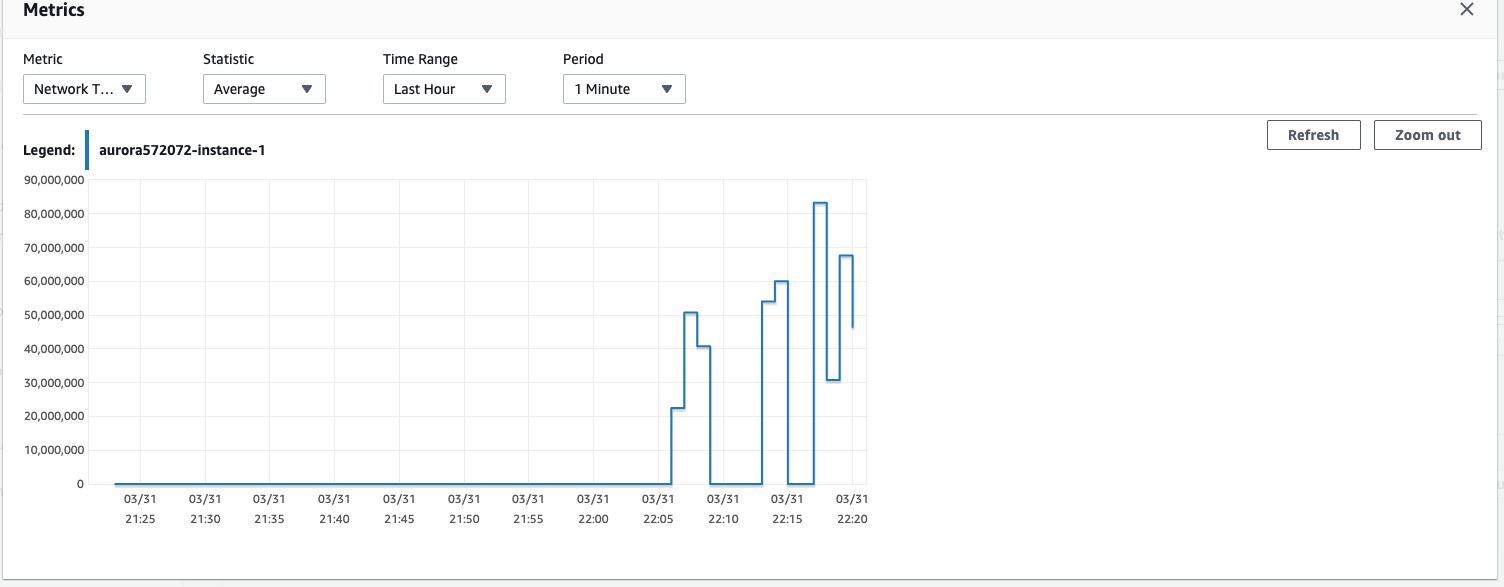 Metrics
Metric Statistic Time Range Period
Network T... Average Last Hour 1 Minute
Refresh Zoom out
Legend: aurora572072-instance-1
90,000,000
80,000,000
70,000,000
60,000,000
50,000,000
40,000,000
30,000,000
20,000,000
10,000,000
0
03/31 03/31 03/31 03/31 03/31 03/31 03/31 03/31 03/31 03/31 03/31 03/31
21:25 21:30 21:35 21:40 21:45 21:50 21:55 22:00 22:05 22:10 22:15 22:20